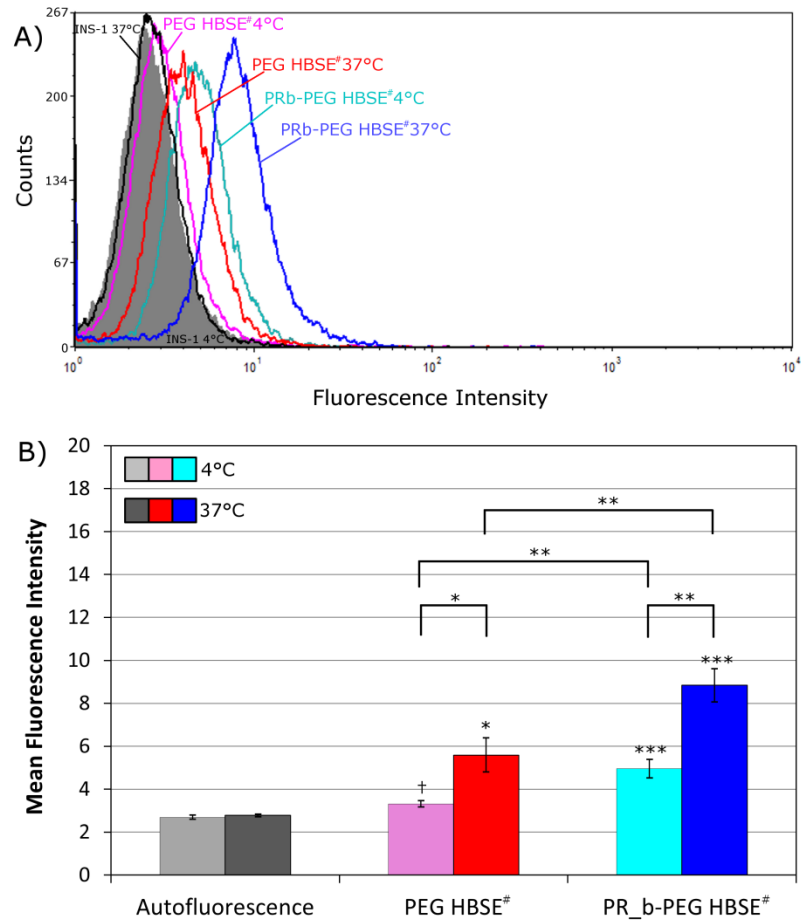 A)
267
200
134
67
0
Counts
INS-1 37°C
PEG HBSE#4°C
PEG HBSE#37°C
PRb-PEG HBSE#4°C
PRb-PEG HBSE#37°C
INS-1 4°C
10^0
10^1
10^2
10^3
10^4
Fluorescence Intensity
B)
20
18
16
14
12
10
8
6
4
2
0
Mean Fluorescence Intensity
4°C
37°C
**
**
*
**
†
*
***
***
Autofluorescence
PEG HBSE#
PR_b-PEG HBSE#